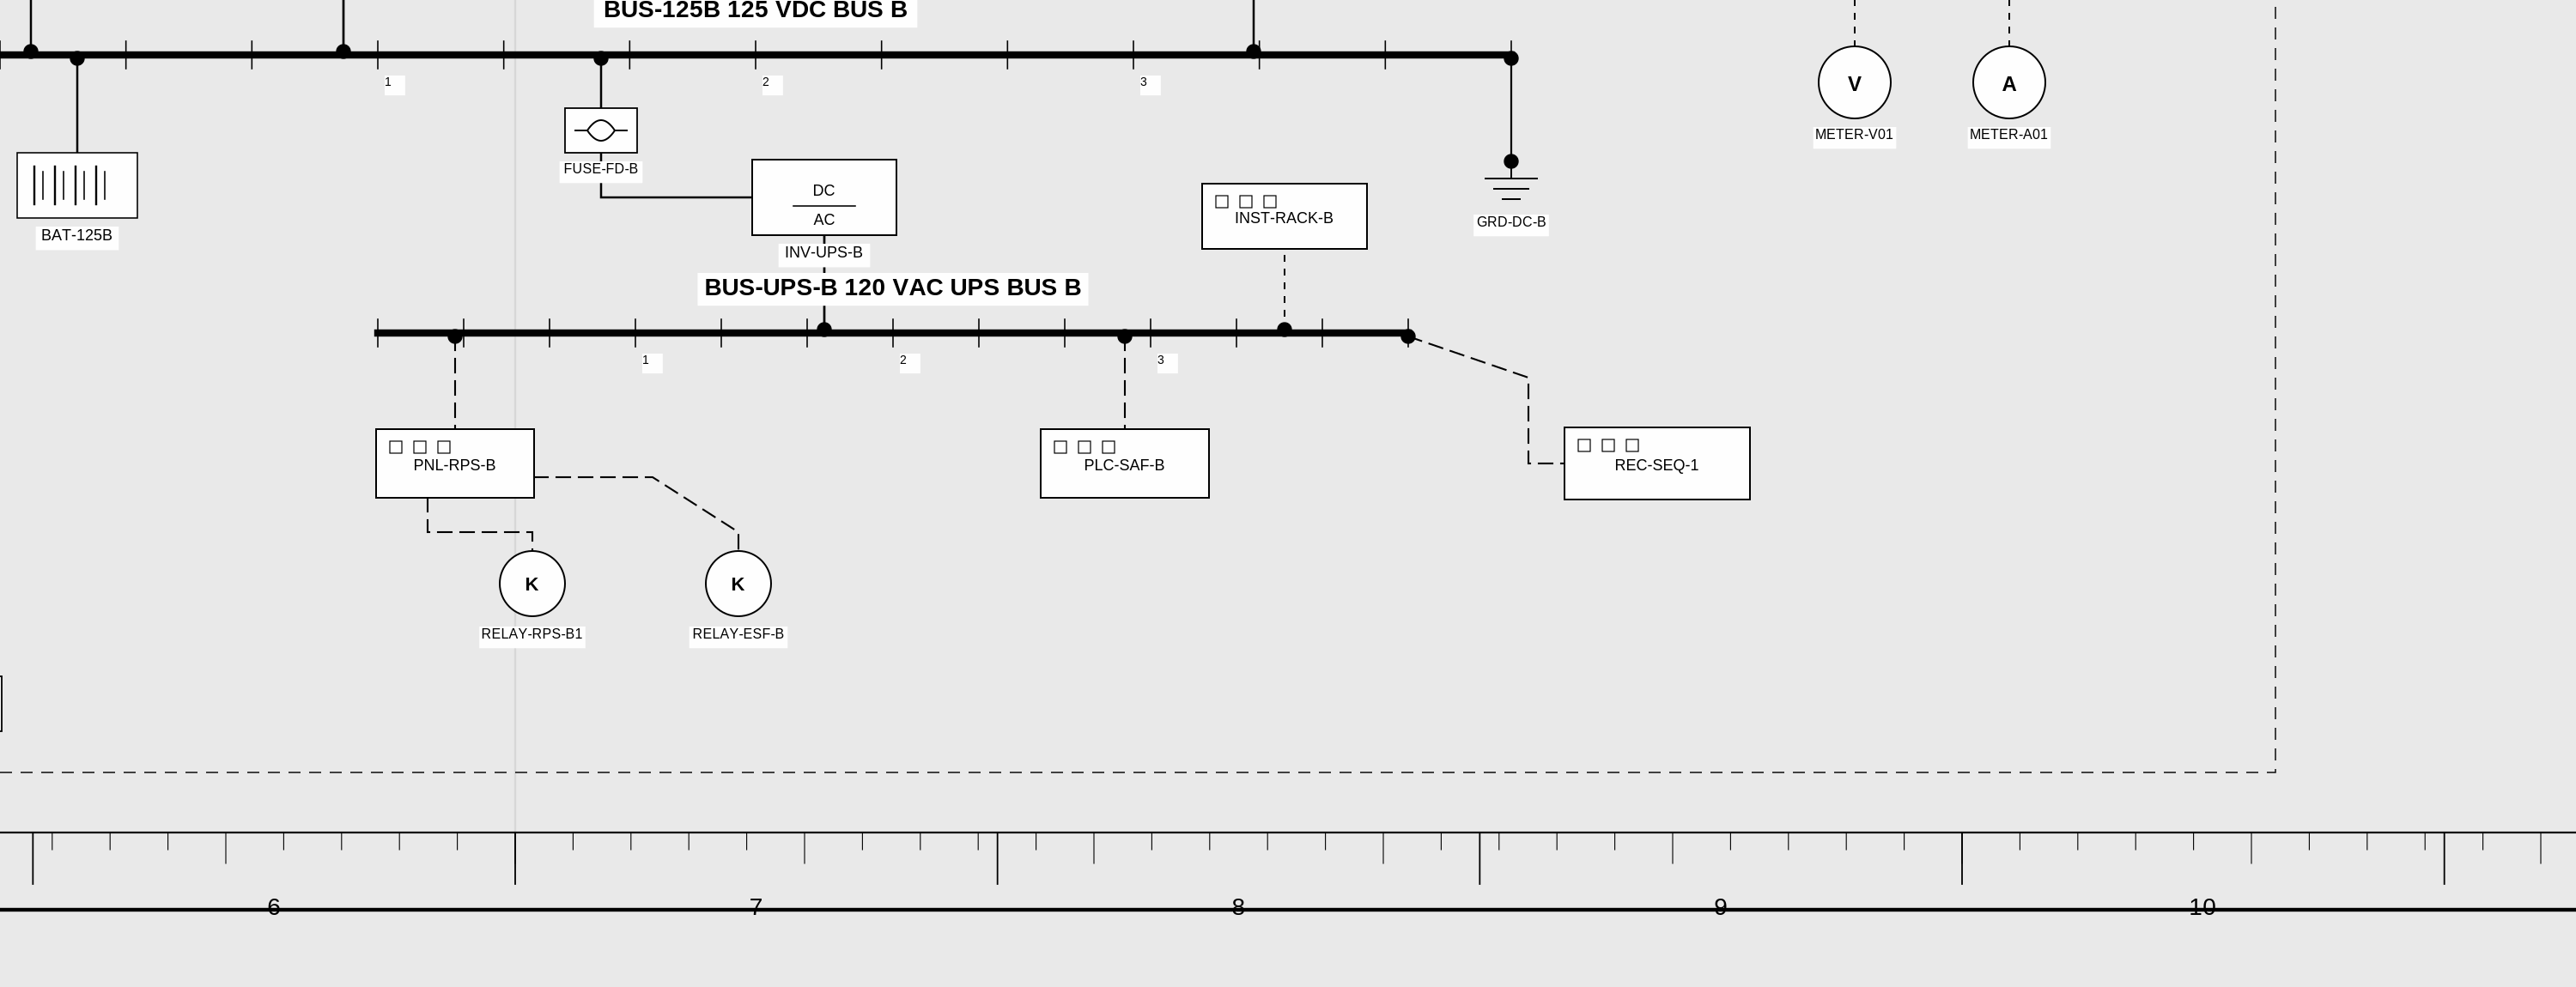 BUS-125B 125 VDC BUS B
1
2
3
V
A
METER-V01
METER-A01
FUSE-FD-B
DC
AC
INV-UPS-B
BAT-125B
INST-RACK-B
GRD-DC-B
BUS-UPS-B 120 VAC UPS BUS B
1
2
3
PNL-RPS-B
PLC-SAF-B
REC-SEQ-1
K
K
RELAY-RPS-B1
RELAY-ESF-B
6
7
8
9
10